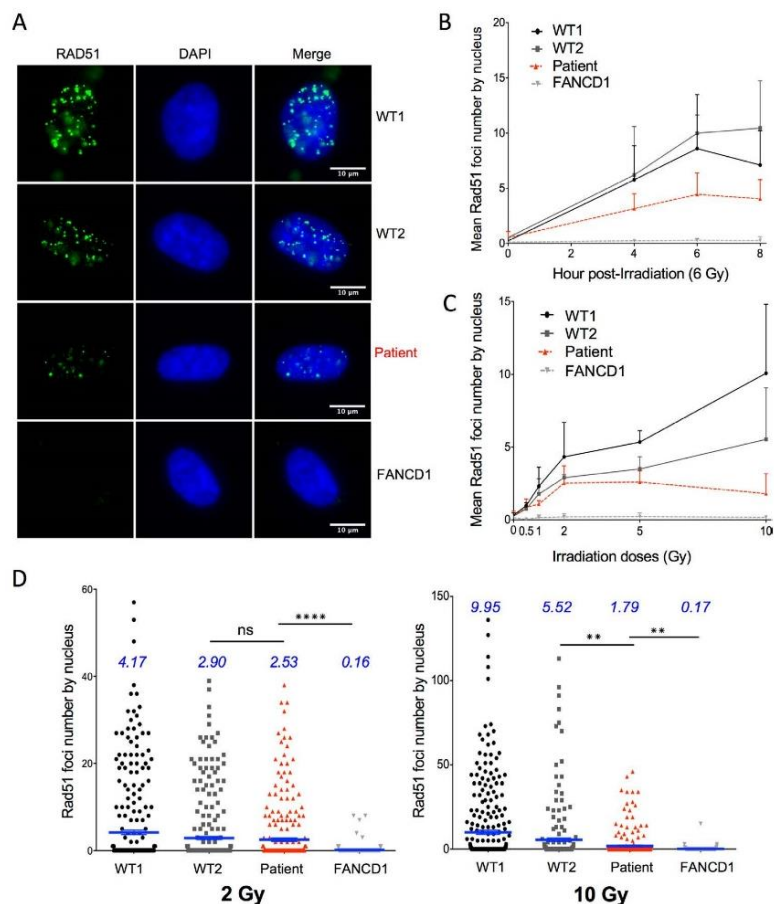 A
RAD51 DAPI Merge
WT1
10 µm
WT2
10 µm
Patient
10 µm
FANCD1
10 µm
B
WT1
WT2
Patient
FANCD1
Mean Rad51 foci number by nucleus
20
15
10
5
0
0 2 4 6 8
Hour post-Irradiation (6 Gy)
C
WT1
WT2
Patient
FANCD1
Mean Rad51 foci number by nucleus
15
10
5
0
0 0.5 1 2 5 10
Irradiation doses (Gy)
D
Rad51 foci number by nucleus
60
40
20
0
ns ****
4.17 2.90 2.53 0.16
WT1 WT2 Patient FANCD1
2 Gy
Rad51 foci number by nucleus
150
100
50
0
9.95 5.52 1.79 0.17
** **
WT1 WT2 Patient FANCD1
10 Gy